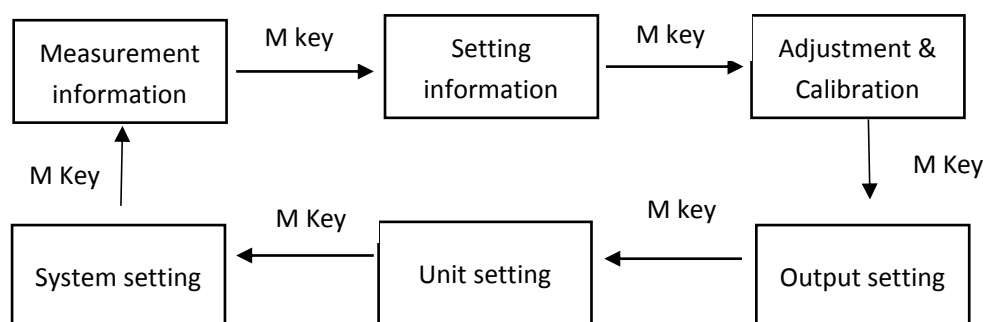 M key
M key
Measurement
information
Setting
information
Adjustment &
Calibration
M Key
M Key
M Key
M key
System setting
Unit setting
Output setting